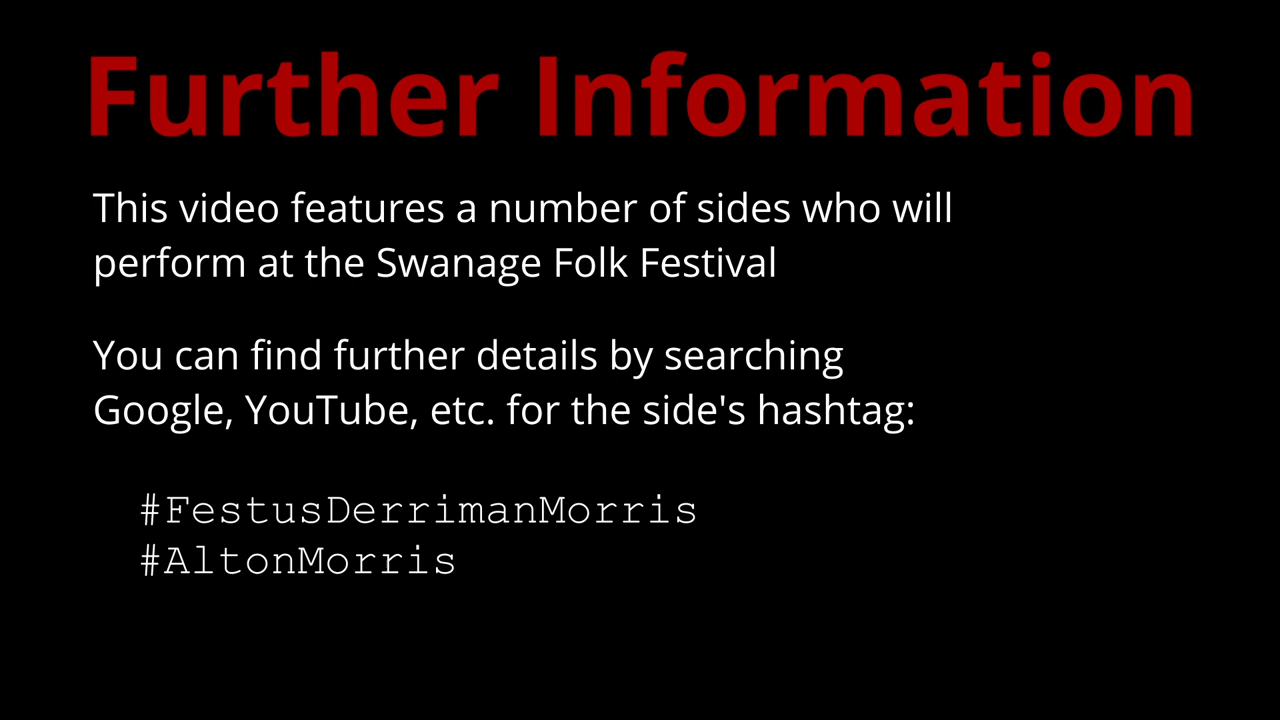 Further Information
This video features a number of sides who will
perform at the Swanage Folk Festival
You can find further details by searching
Google, YouTube, etc. for the side's hashtag:
#FestusDerrimanMorris
#AltonMorris